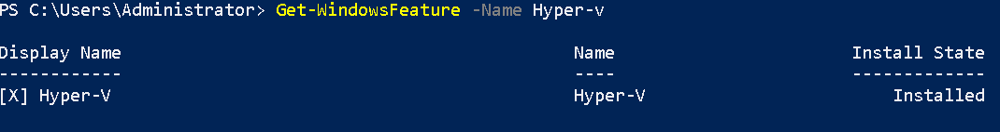 PS C:\Users\Administrator> Get-WindowsFeature -Name Hyper-v
Display Name Name Install State
------------ ---- -------------
[X] Hyper-V Hyper-V Installed